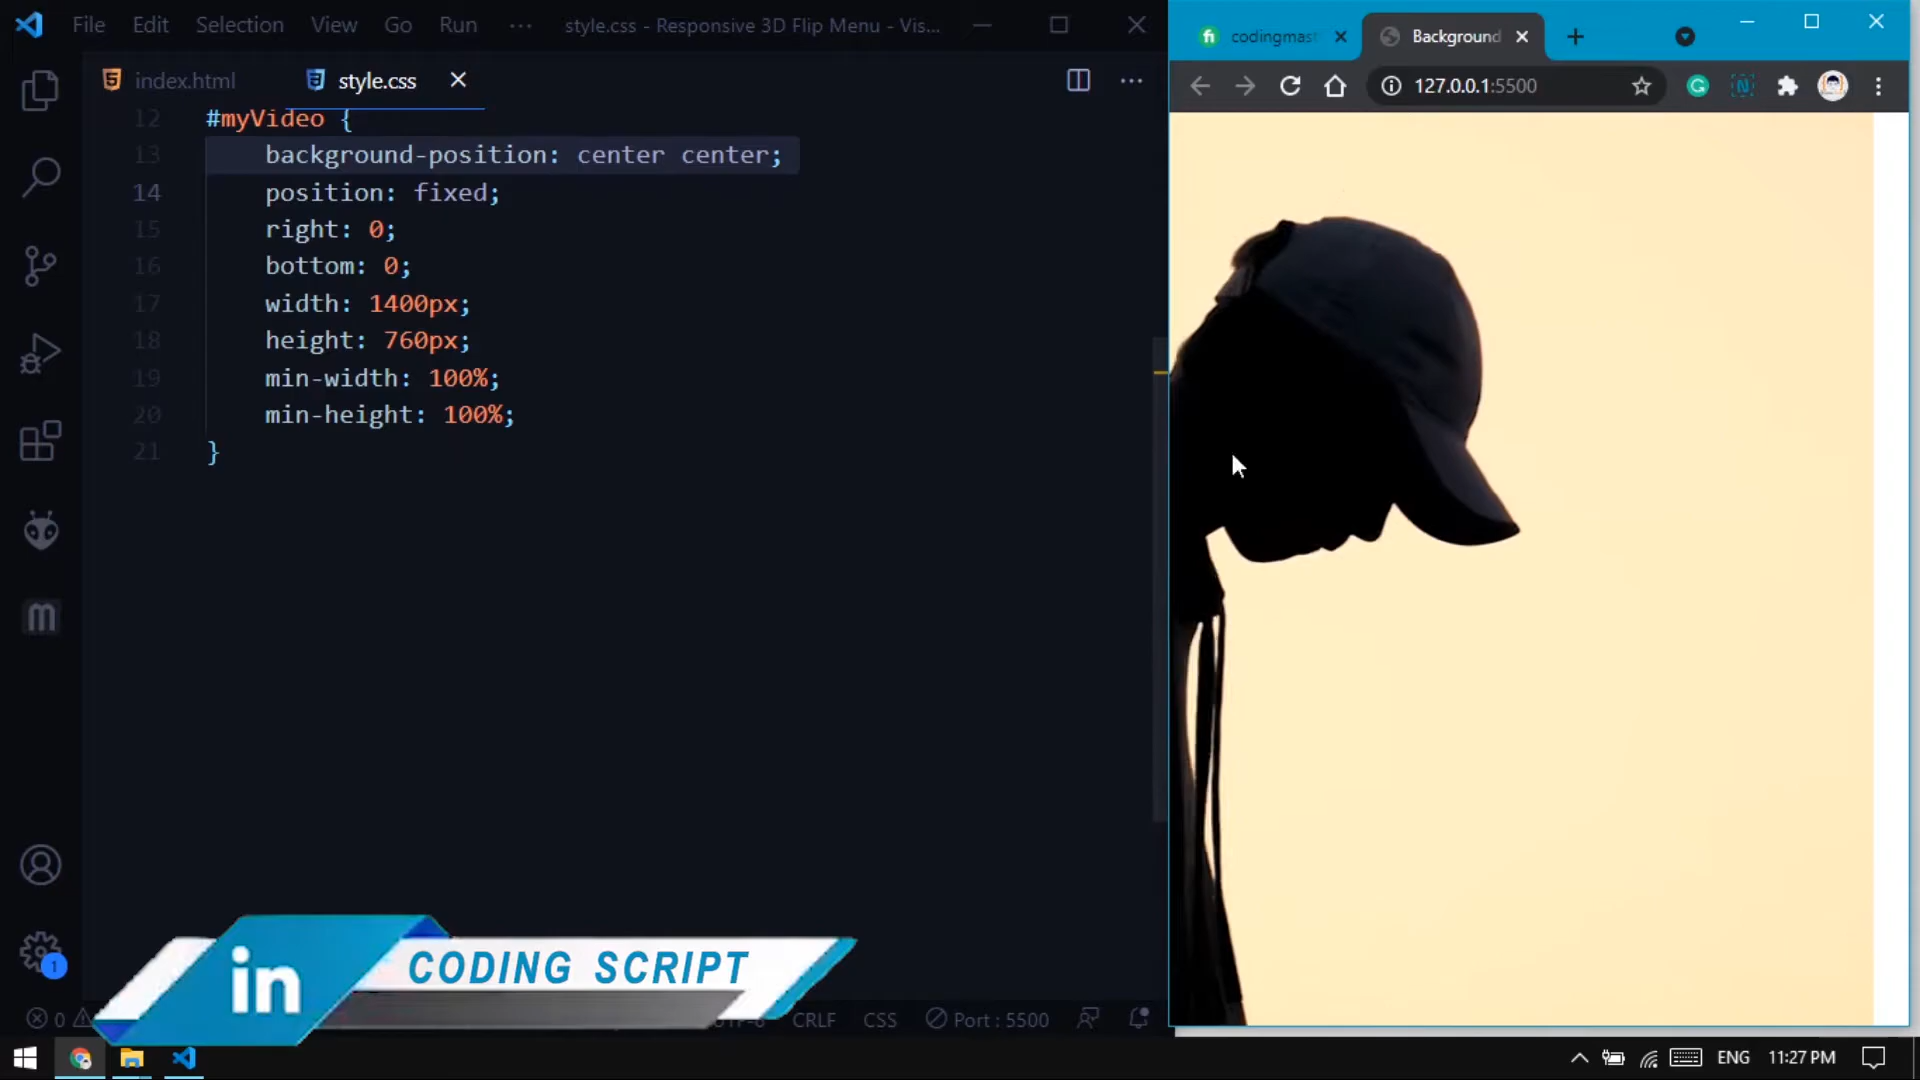 File Edit Selection View Go Run ··· style.css - Responsive 3D Flip Menu - Vis...
index.html style.css
12 #myVideo {
13 background-position: center center;
14 position: fixed;
15 right: 0;
16 bottom: 0;
17 width: 1400px;
18 height: 760px;
19 min-width: 100%;
20 min-height: 100%;
21 }
codingmast Background
127.0.0.1:5500
in CODING SCRIPT
1
0 CRLF CSS Port : 5500
ENG 11:27 PM